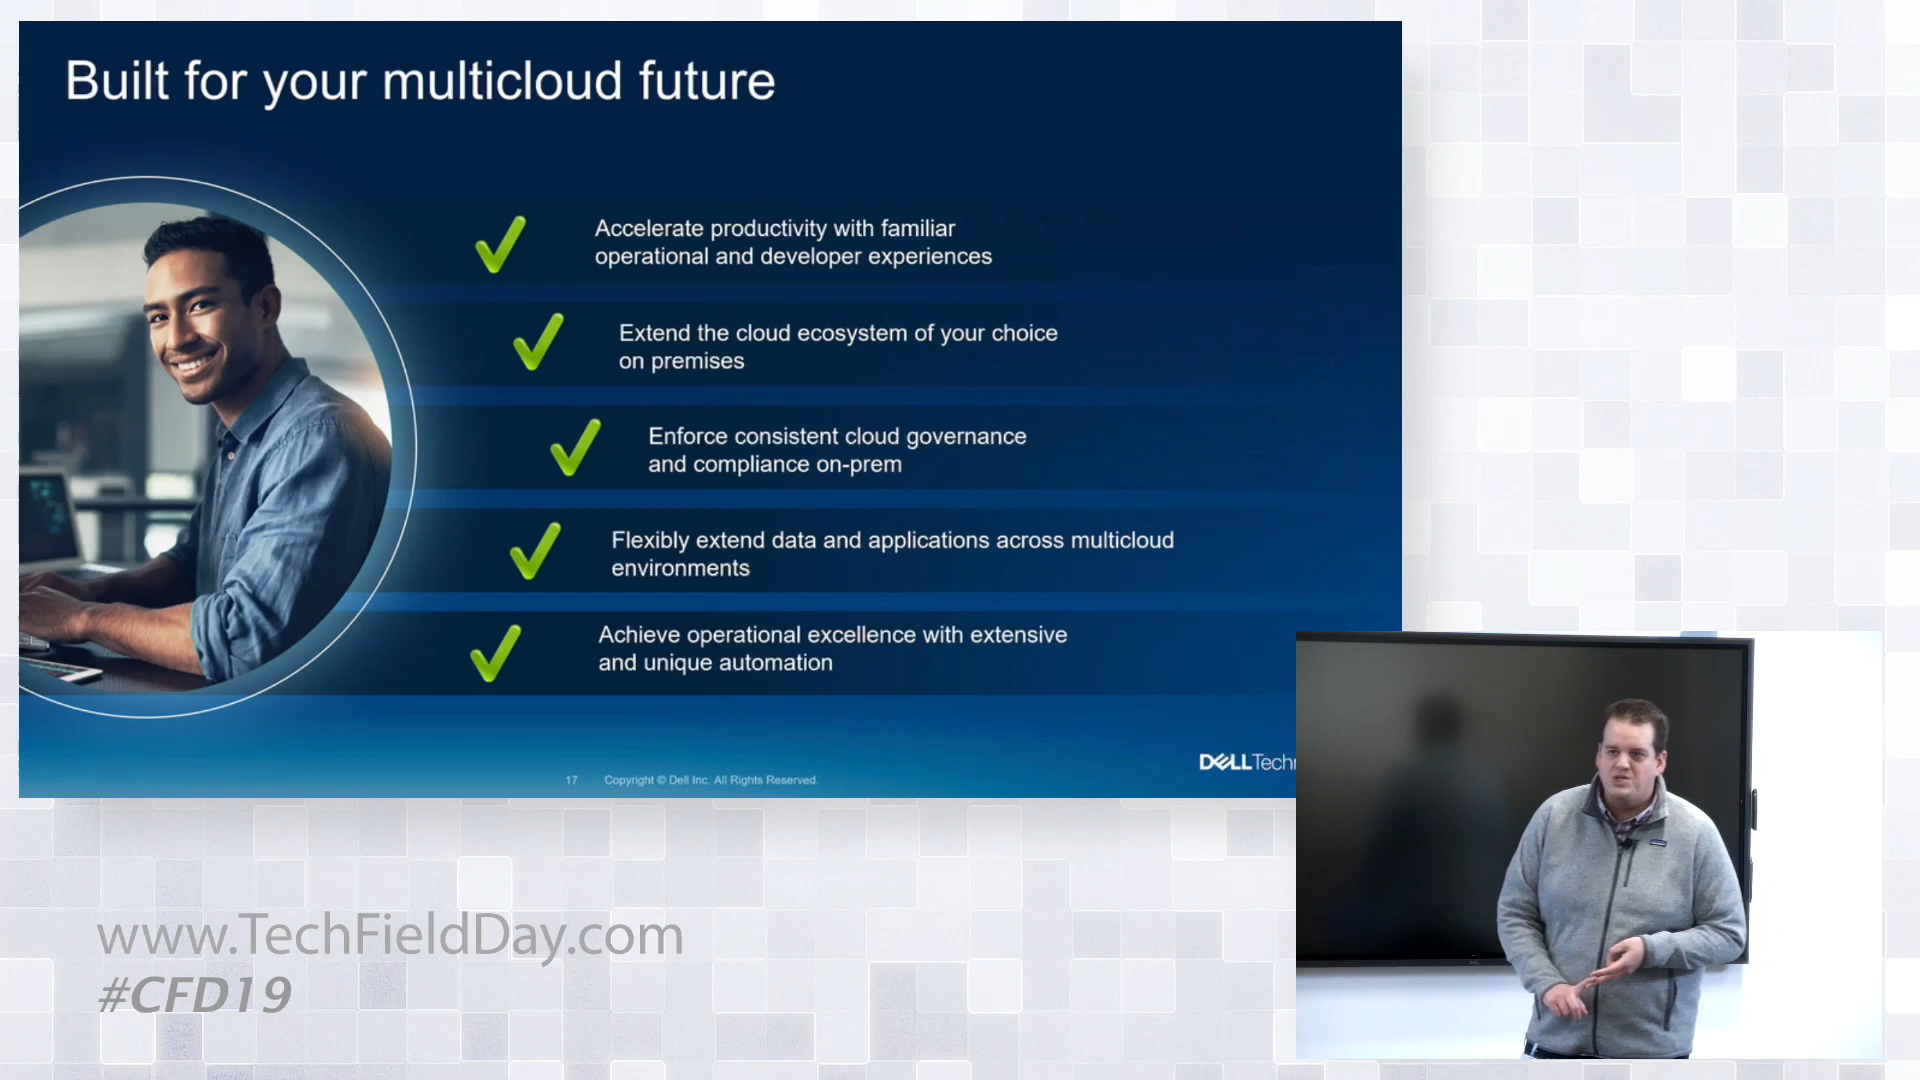 Built for your multicloud future
Accelerate productivity with familiar
operational and developer experiences
Extend the cloud ecosystem of your choice
on premises
Enforce consistent cloud governance
and compliance on-prem
Flexibly extend data and applications across multicloud
environments
Achieve operational excellence with extensive
and unique automation
DELLTech
17 Copyright © Dell Inc. All Rights Reserved.
www.TechFieldDay.com
#CFD19